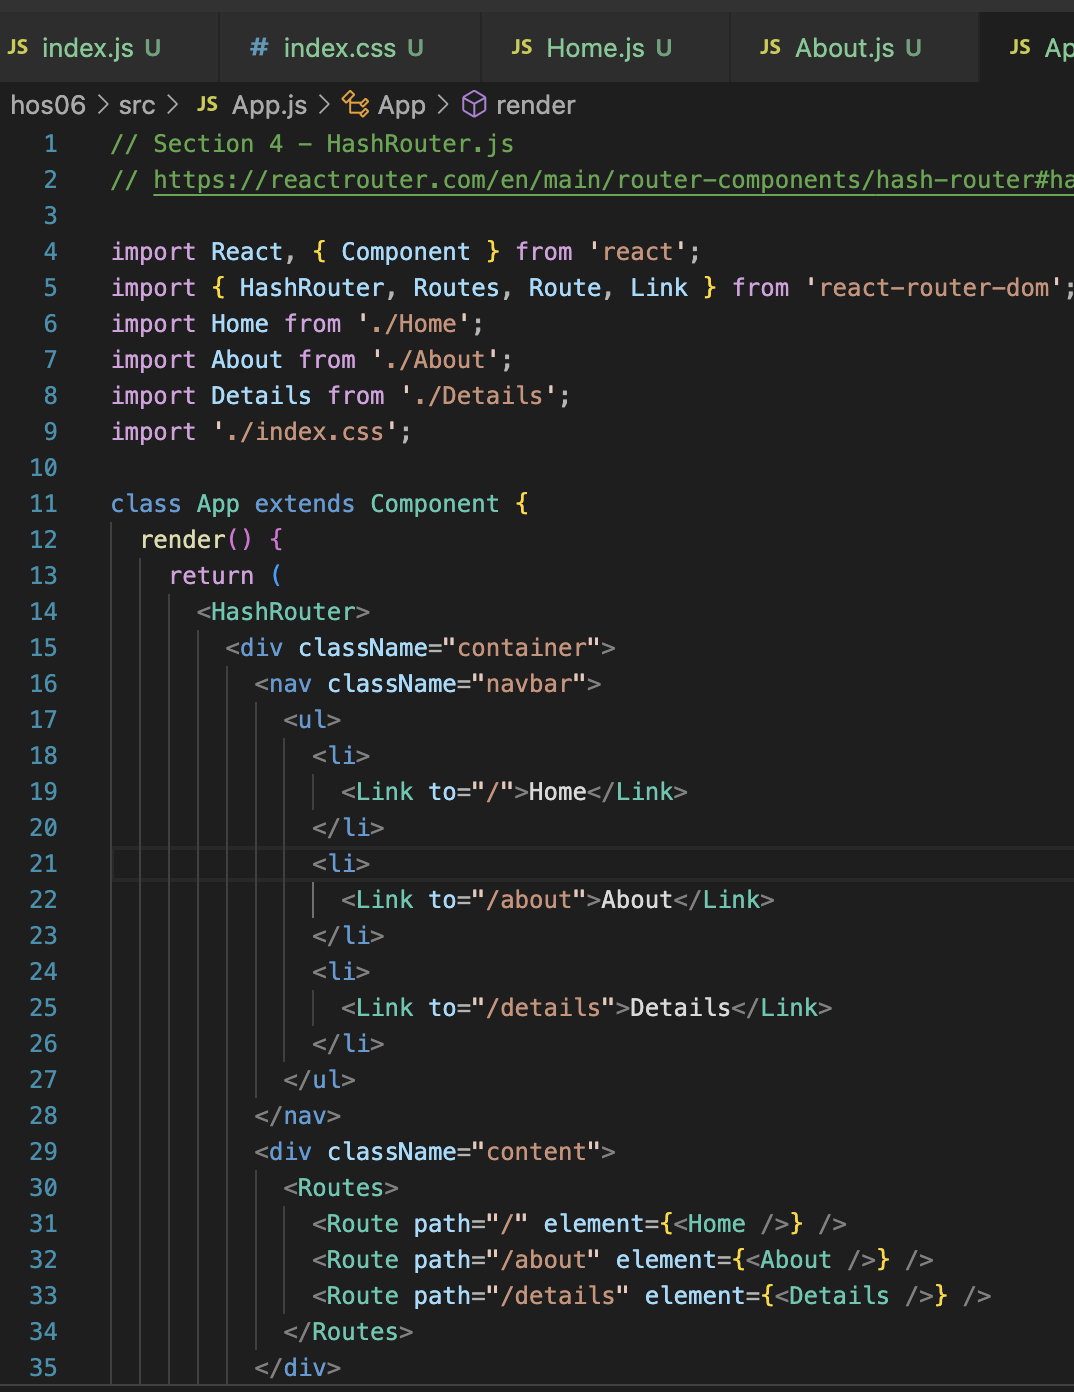 JS index.js U # index.css U JS Home.js U JS About.js U JS Ap
hos06 > src > JS App.js > App > render
1 // Section 4 - HashRouter.js
2 // https://reactrouter.com/en/main/router-components/hash-router#ha
3
4 import React, { Component } from 'react';
5 import { HashRouter, Routes, Route, Link } from 'react-router-dom';
6 import Home from './Home';
7 import About from './About';
8 import Details from './Details';
9 import './index.css';
10
11 class App extends Component {
12   render() {
13     return (
14       <HashRouter>
15         <div className="container">
16           <nav className="navbar">
17             <ul>
18               <li>
19                 <Link to="/">Home</Link>
20               </li>
21               <li>
22                 <Link to="/about">About</Link>
23               </li>
24               <li>
25                 <Link to="/details">Details</Link>
26               </li>
27             </ul>
28           </nav>
29           <div className="content">
30             <Routes>
31               <Route path="/" element={<Home />} />
32               <Route path="/about" element={<About />} />
33               <Route path="/details" element={<Details />} />
34             </Routes>
35           </div>